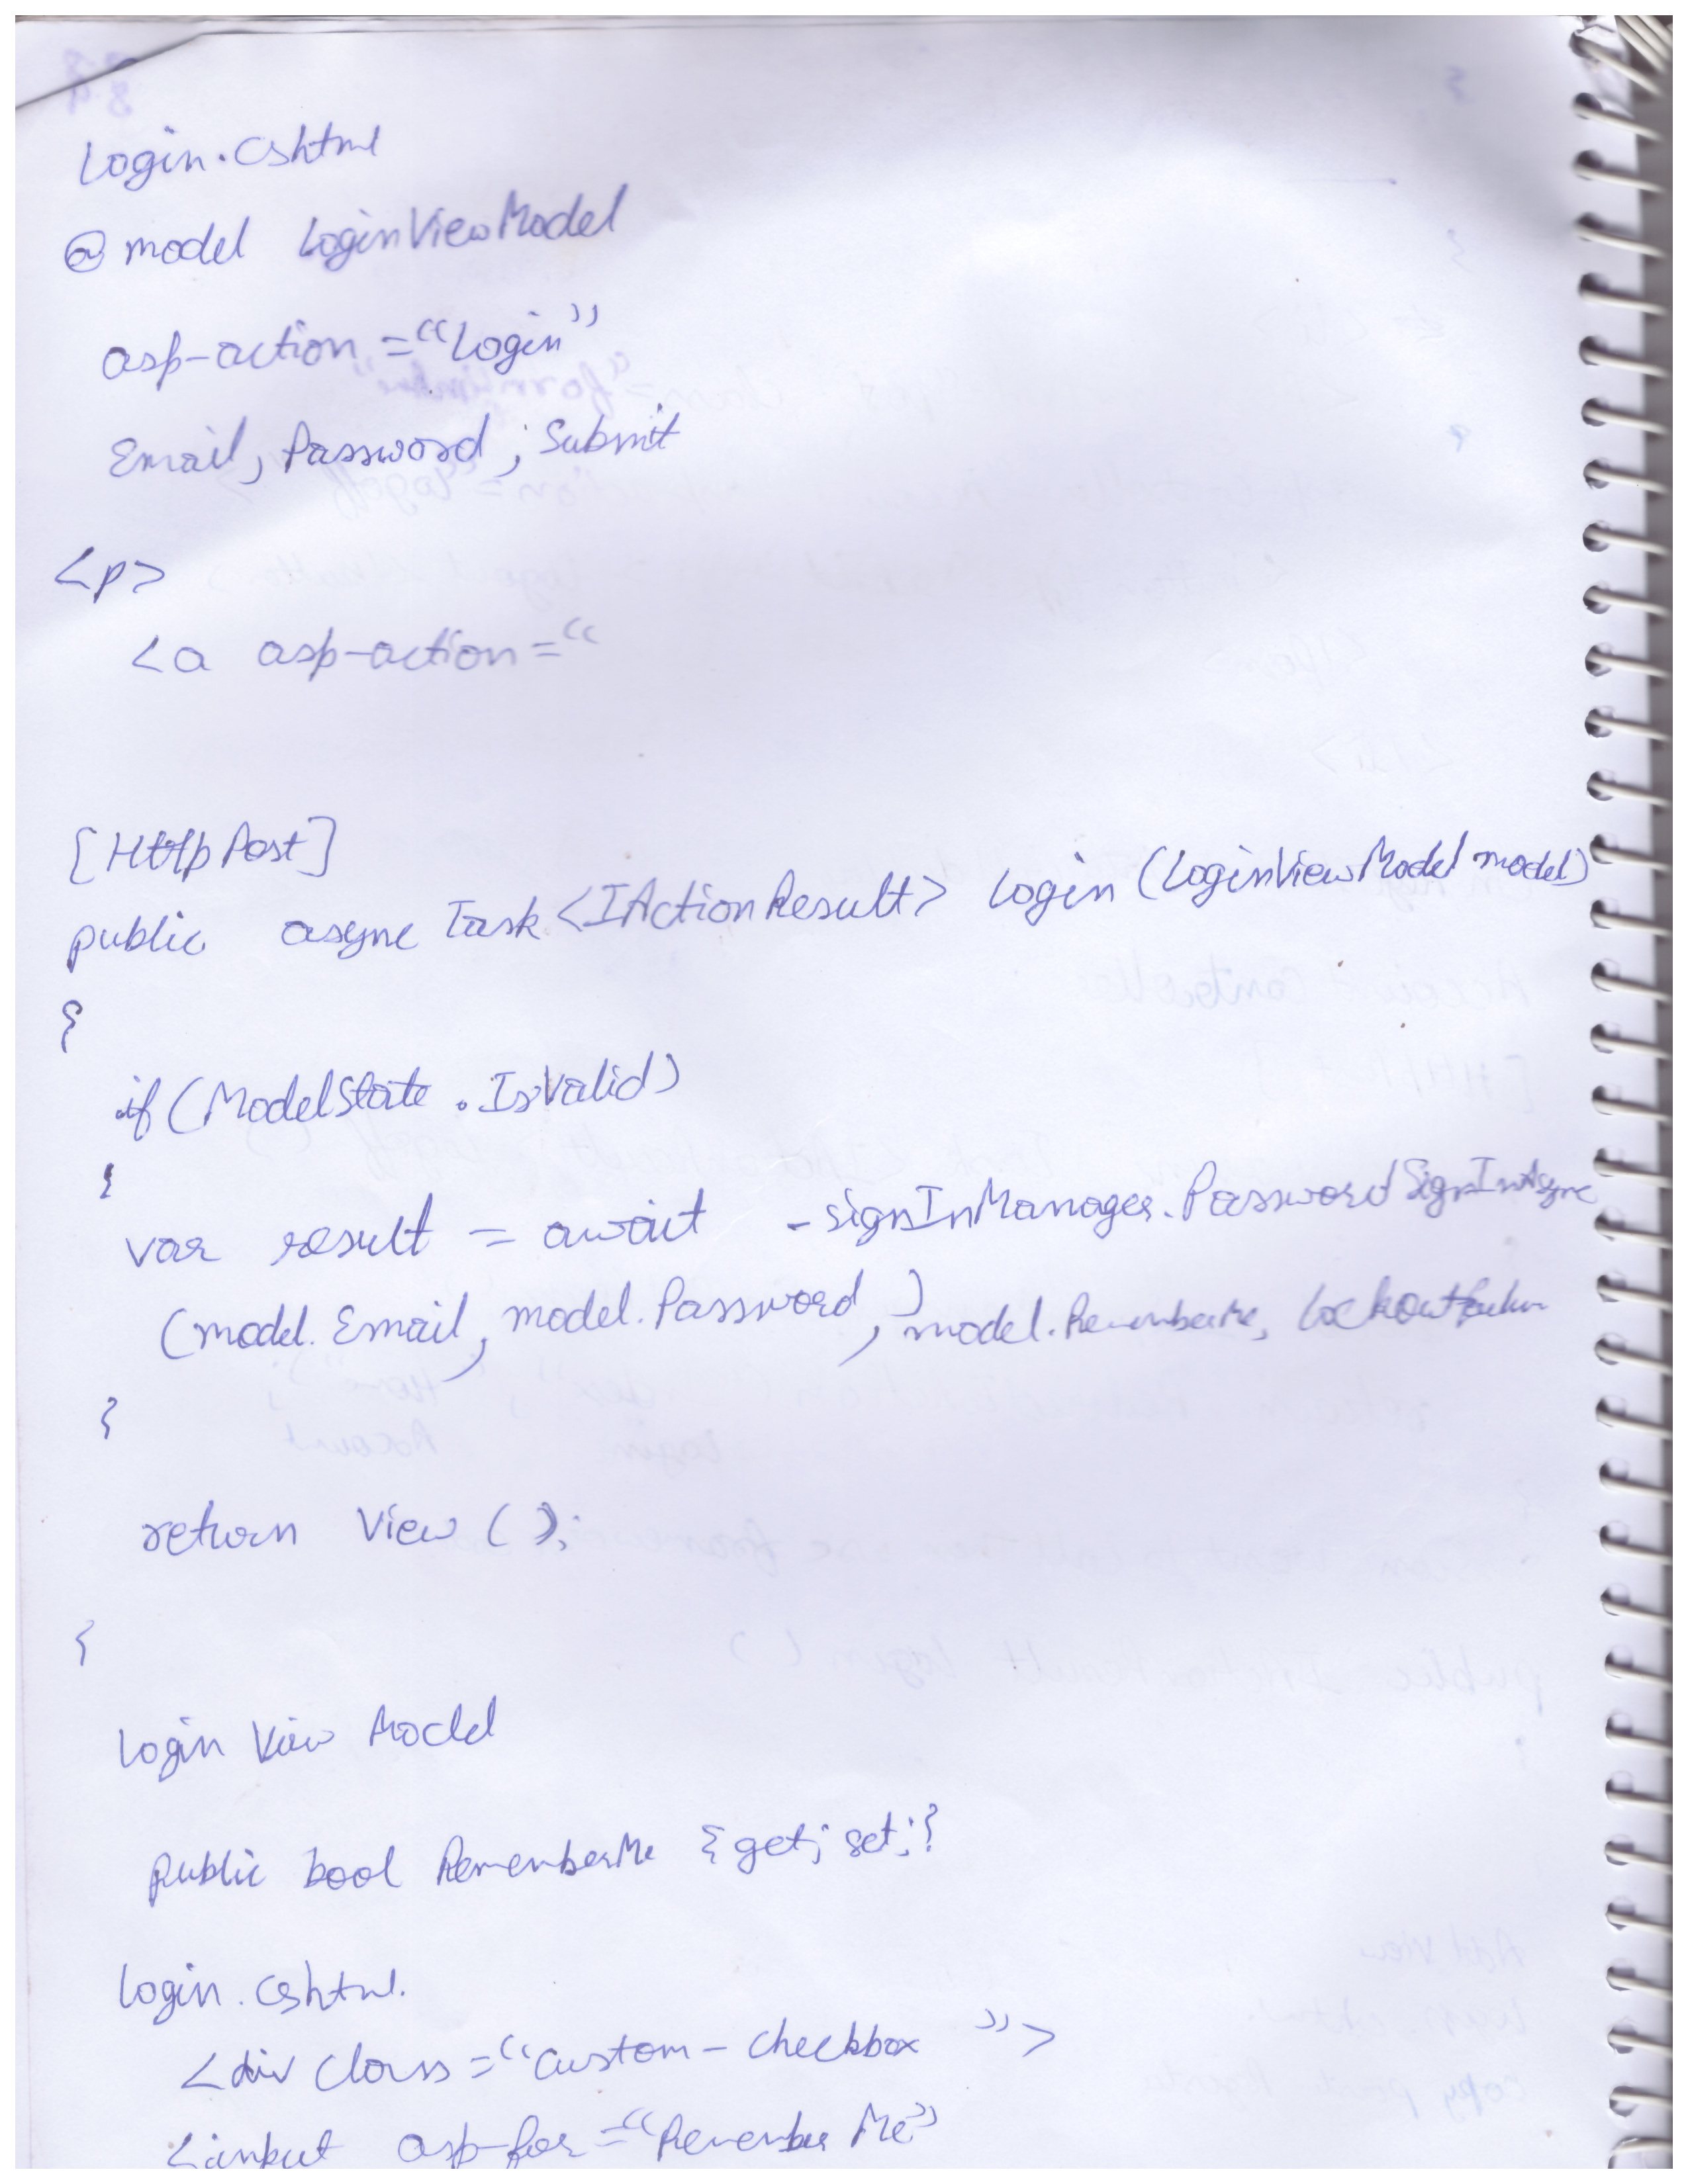 Login.cshtml
@ model LoginViewModel
asp-action = "Login"
Email, Password ; Submit
<p>
<a asp-action = "
[HttpPost]
public async Task <IActionResult> Login (LoginViewModel model)
{
if (ModelState . IsValid)
{
var result = await _signInManager.PasswordSignInAsync
(model.Email, model.Password, ) model.RememberMe,
}
return View ( );
}
Login View Model
public bool RememberMe { get; set; }
Login.cshtml.
<div class = "custom-checkbox ">
<input asp-for = "Remember Me"